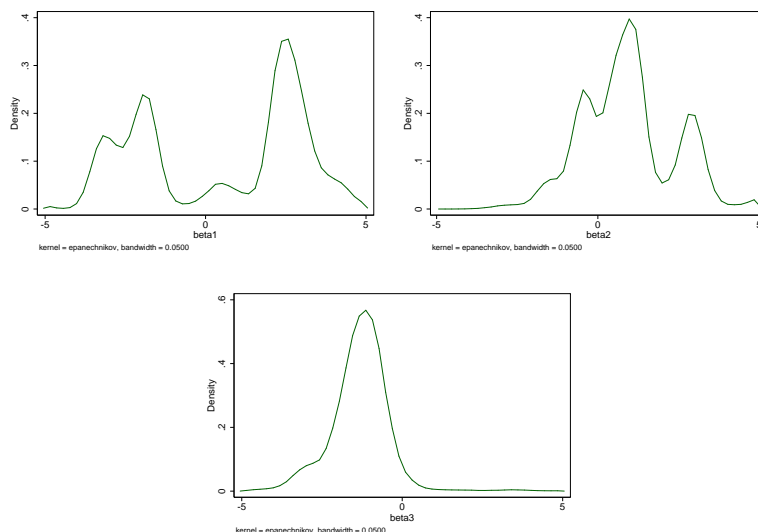 .4
.3
.2
.1
0
Density
-5 0 5
beta1
kernel = epanechnikov, bandwidth = 0.0500
.4
.3
.2
.1
0
Density
-5 0 5
beta2
kernel = epanechnikov, bandwidth = 0.0500
.6
.4
.2
0
Density
-5 0 5
beta3
kernel = epanechnikov, bandwidth = 0.0500